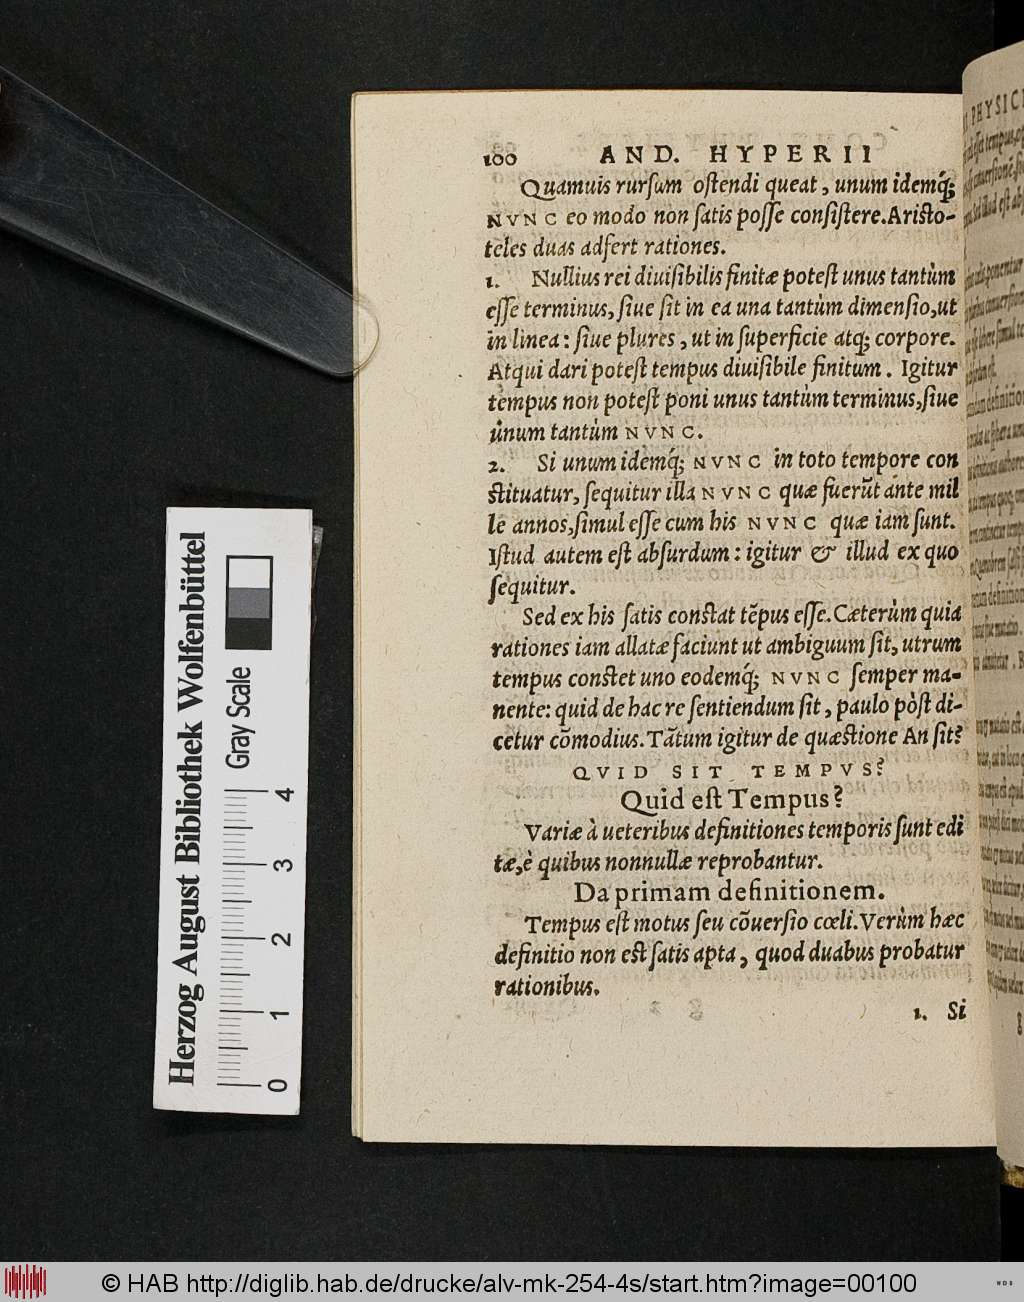 100 AND. HYPERII
Quamuis rursum ostendi queat, unum idemq́;
NVNC eo modo non satis posse consistere. Aristo-
teles duas adfert rationes.
1. Nullius rei diuisibilis finitæ potest unus tantùm
esse terminus, siue sit in ea una tantùm dimensio, ut
in linea: siue plures, ut in superficie atq; corpore.
Atqui dari potest tempus diuisibile finitum. Igitur
tempus non potest poni unus tantùm terminus, siue
unum tantùm NVNC.
2. Si unum idemq́; NVNC in toto tempore con
stituatur, sequitur illa NVNC quæ fuerũt ante mil
le annos, simul esse cum his NVNC quæ iam sunt.
Istud autem est absurdum: igitur & illud ex quo
sequitur.
Sed ex his satis constat tẽpus esse. Cæterùm quia
rationes iam allatæ faciunt ut ambiguum sit, utrum
tempus constet uno eodemq́; NVNC semper ma-
nente: quid de hac re sentiendum sit, paulo pòst di-
cetur cõmodius. Tãtum igitur de quæstione An sit?
QVID SIT TEMPVS?
Quid est Tempus?
Variæ à ueteribus definitiones temporis sunt edi
tæ, è quibus nonnullæ reprobantur.
Da primam definitionem.
Tempus est motus seu cõuersio cœli. Verùm hæc
definitio non est satis apta, quod duabus probatur
rationibus.
1. Si
Herzog August Bibliothek Wolfenbüttel
Gray Scale
0 1 2 3 4
© HAB http://diglib.hab.de/drucke/alv-mk-254-4s/start.htm?image=00100